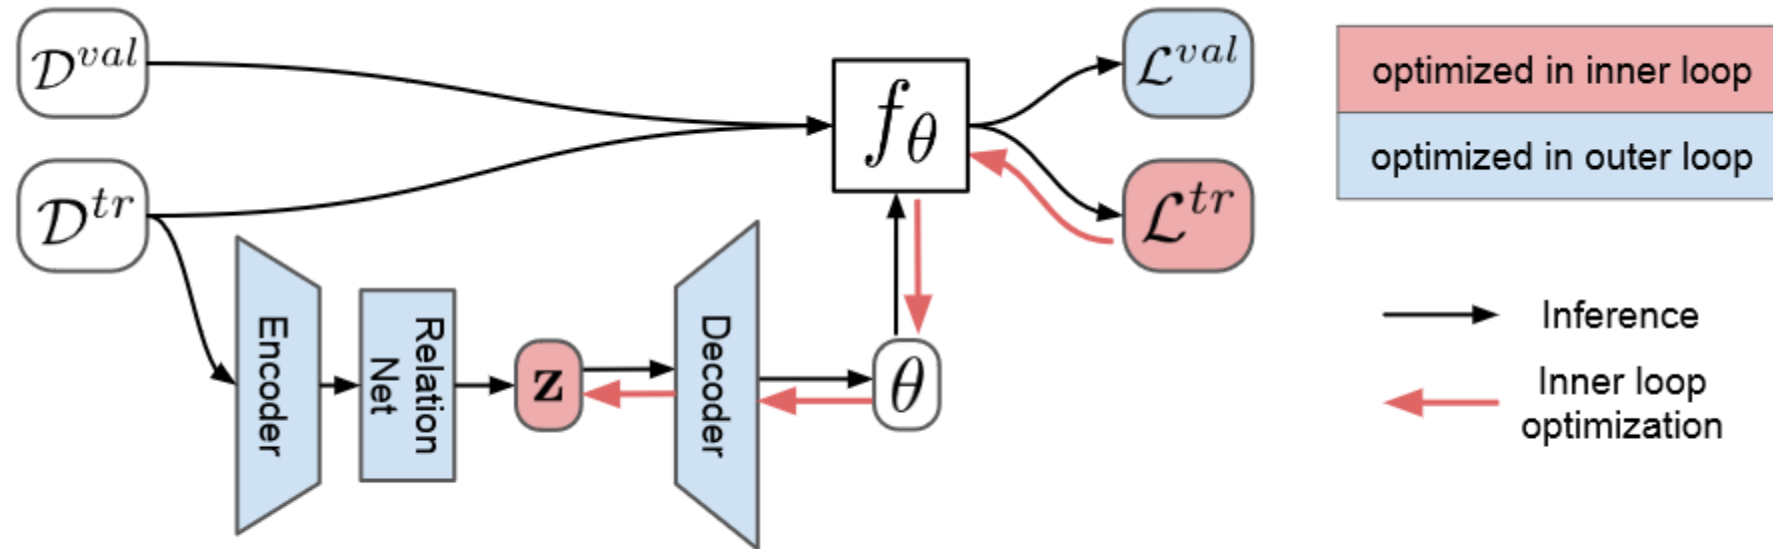 𝒟^{val}
𝒟^{tr}
Encoder
Relation
Net
z
Decoder
θ
f_θ
ℒ^{val}
ℒ^{tr}
optimized in inner loop
optimized in outer loop
Inference
Inner loop
optimization